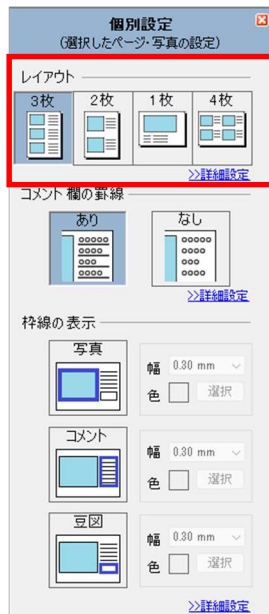 個別設定
(選択したページ・写真の設定)
レイアウト
3枚 2枚 1枚 4枚
>>詳細設定
コメント欄の罫線
あり なし
>>詳細設定
枠線の表示
写真
幅 0.30 mm
色 選択
コメント
幅 0.30 mm
色 選択
豆図
幅 0.30 mm
色 選択
>>詳細設定